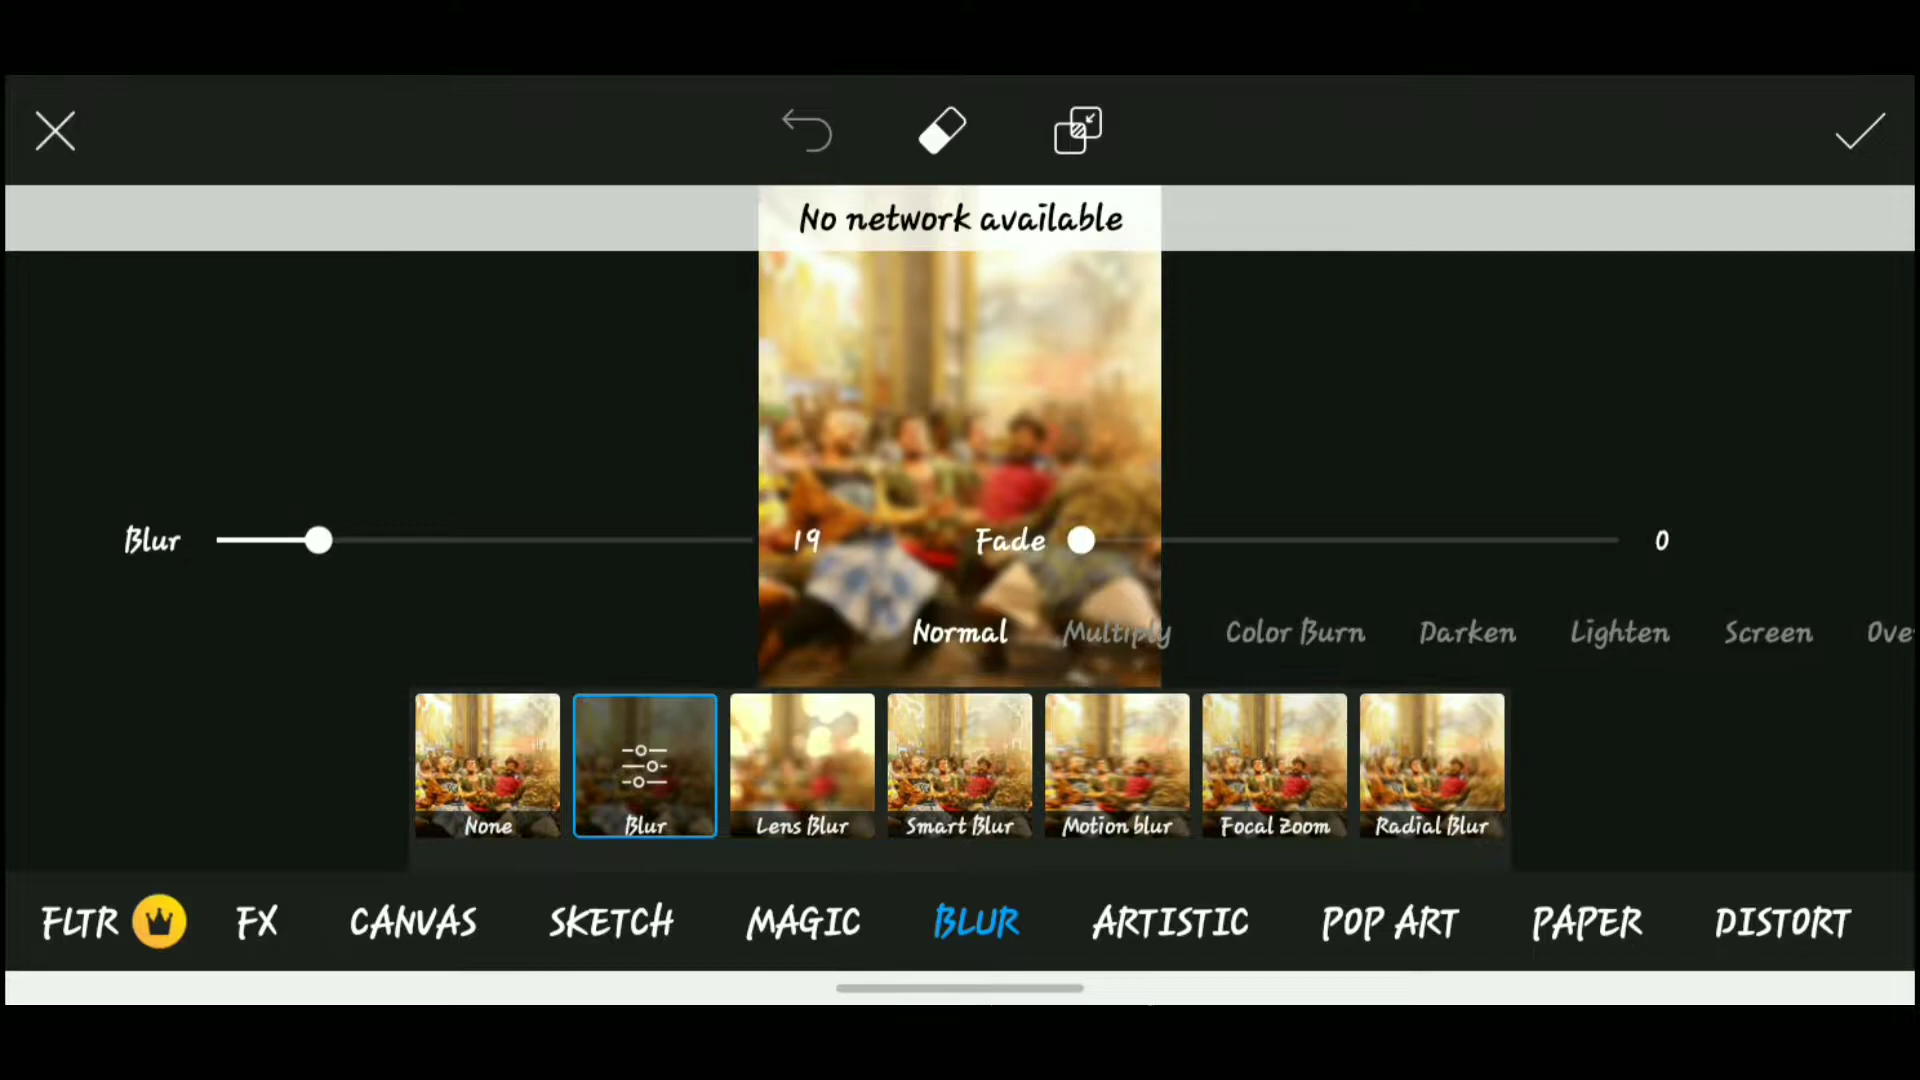 No network available
Blur 19 Fade 0
Normal Multiply Color Burn Darken Lighten Screen Ove
None Blur Lens Blur Smart Blur Motion blur Focal Zoom Radial Blur
FLTR FX CANVAS SKETCH MAGIC BLUR ARTISTIC POP ART PAPER DISTORT